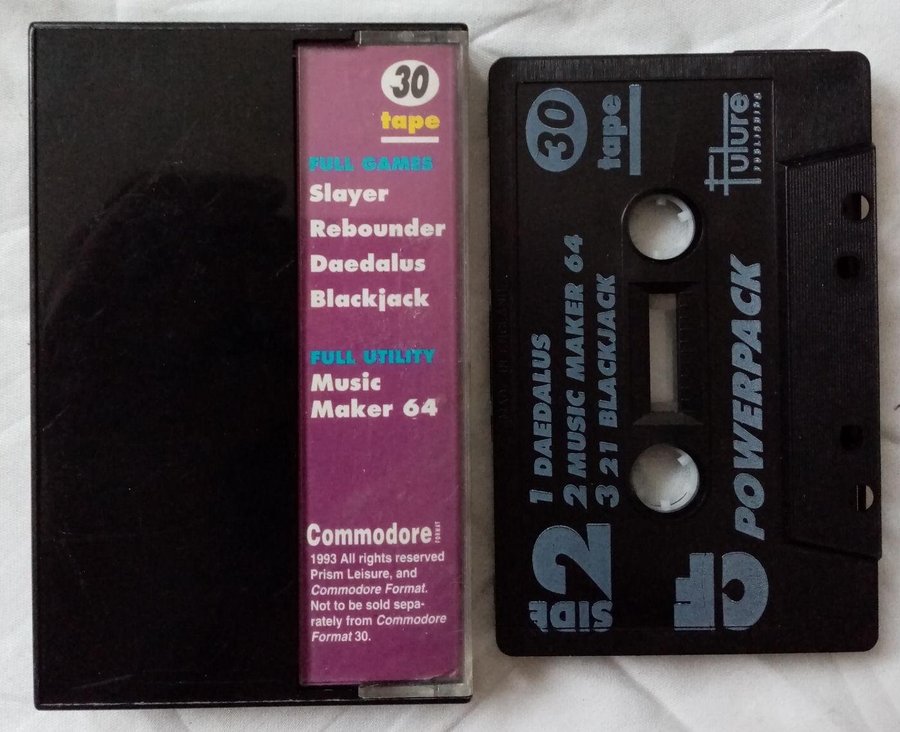 30
tape
FULL GAMES
Slayer
Rebounder
Daedalus
Blackjack
FULL UTILITY
Music
Maker 64
Commodore FORMAT
1993 All rights reserved
Prism Leisure, and
Commodore Format.
Not to be sold sepa-
rately from Commodore
Format 30.
30
tape
future
PUBLISHING
SIDE 2
1 DAEDALUS
2 MUSIC MAKER 64
3 21 BLACKJACK
CF POWERPACK